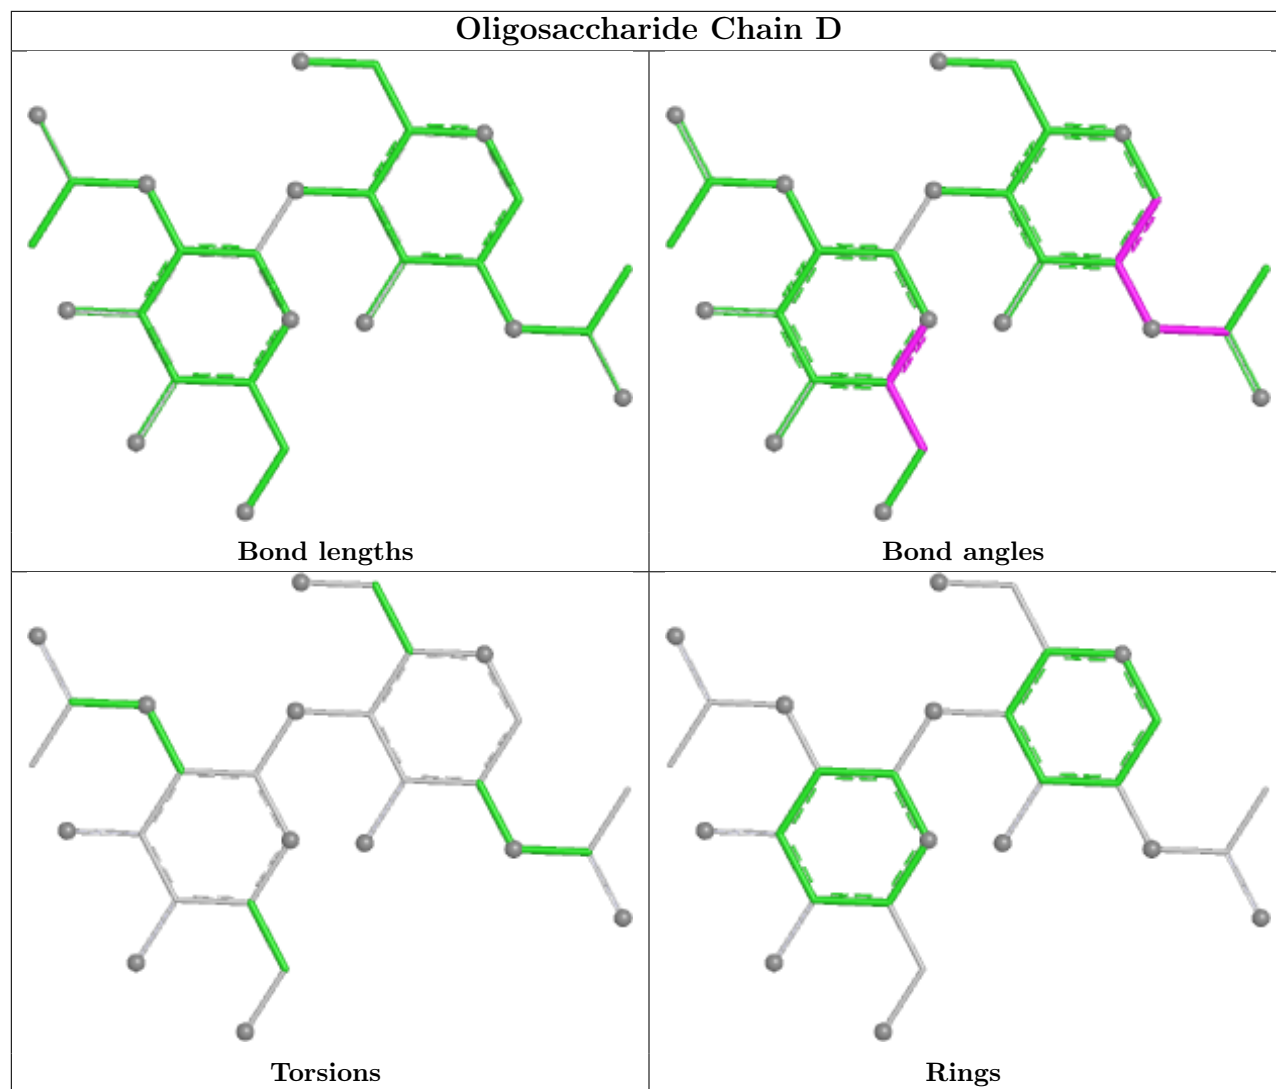 Oligosaccharide Chain D
Bond lengths
Bond angles
Torsions
Rings